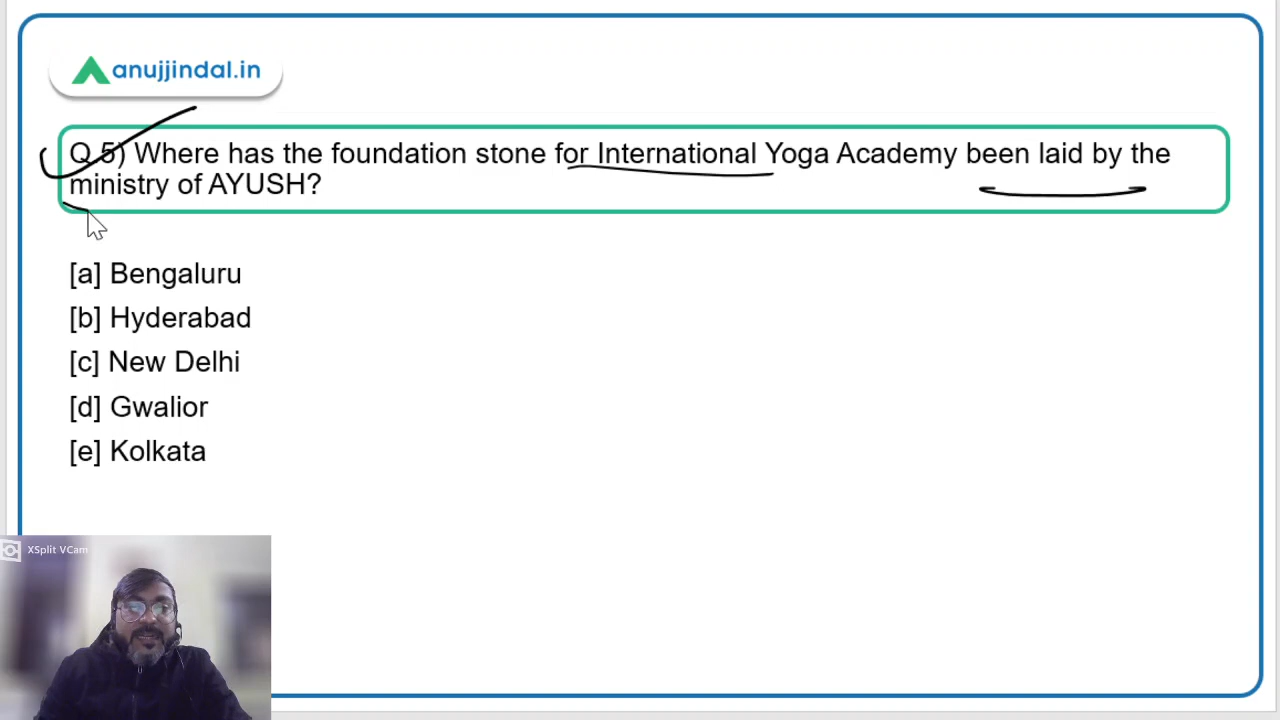 anujjindal.in
Q 5) Where has the foundation stone for International Yoga Academy been laid by the
ministry of AYUSH?
[a] Bengaluru
[b] Hyderabad
[c] New Delhi
[d] Gwalior
[e] Kolkata
XSplit VCam